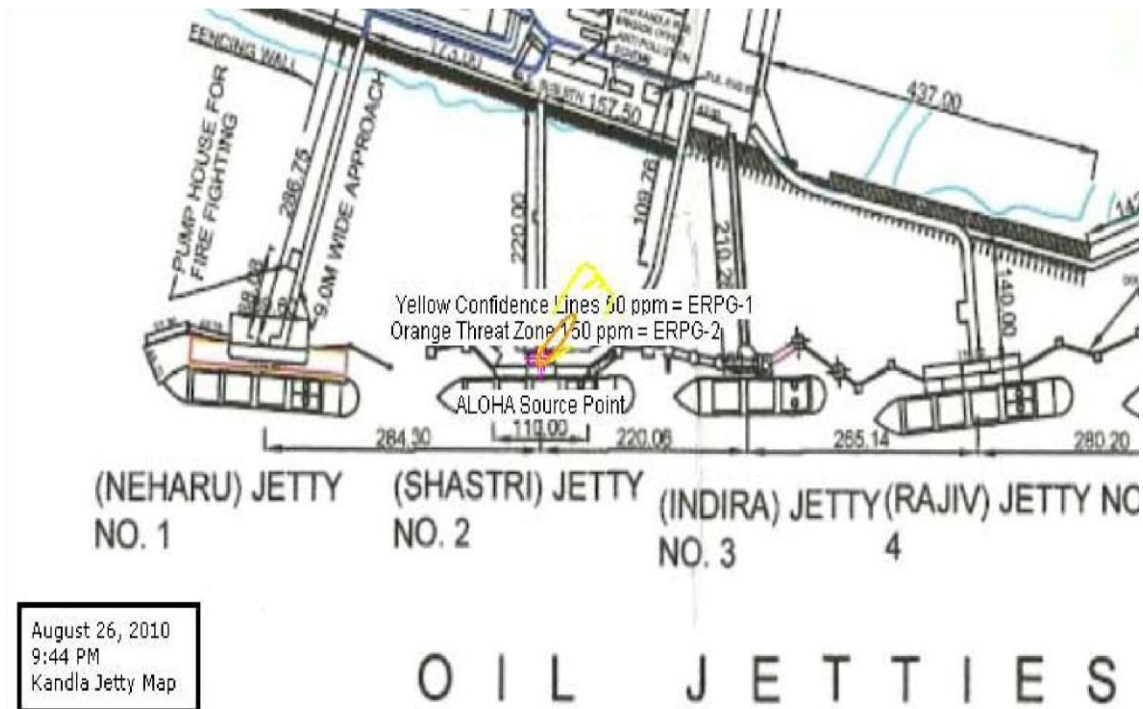 FENCING WALL
173.00
437.00
157.50
PUMP HOUSE FOR
FIRE FIGHTING
286.75
9.0M WIDE APPROACH
220.00
109.76
140.00
Yellow Confidence Lines 50 ppm = ERPG-1
Orange Threat Zone 150 ppm = ERPG-2
ALOHA Source Point
110.00
284.30
220.06
265.14
280.20
(NEHARU) JETTY
NO. 1
(SHASTRI) JETTY
NO. 2
(INDIRA) JETTY
NO. 3
(RAJIV) JETTY NO
4
August 26, 2010
9:44 PM
Kandla Jetty Map
OIL JETTIES